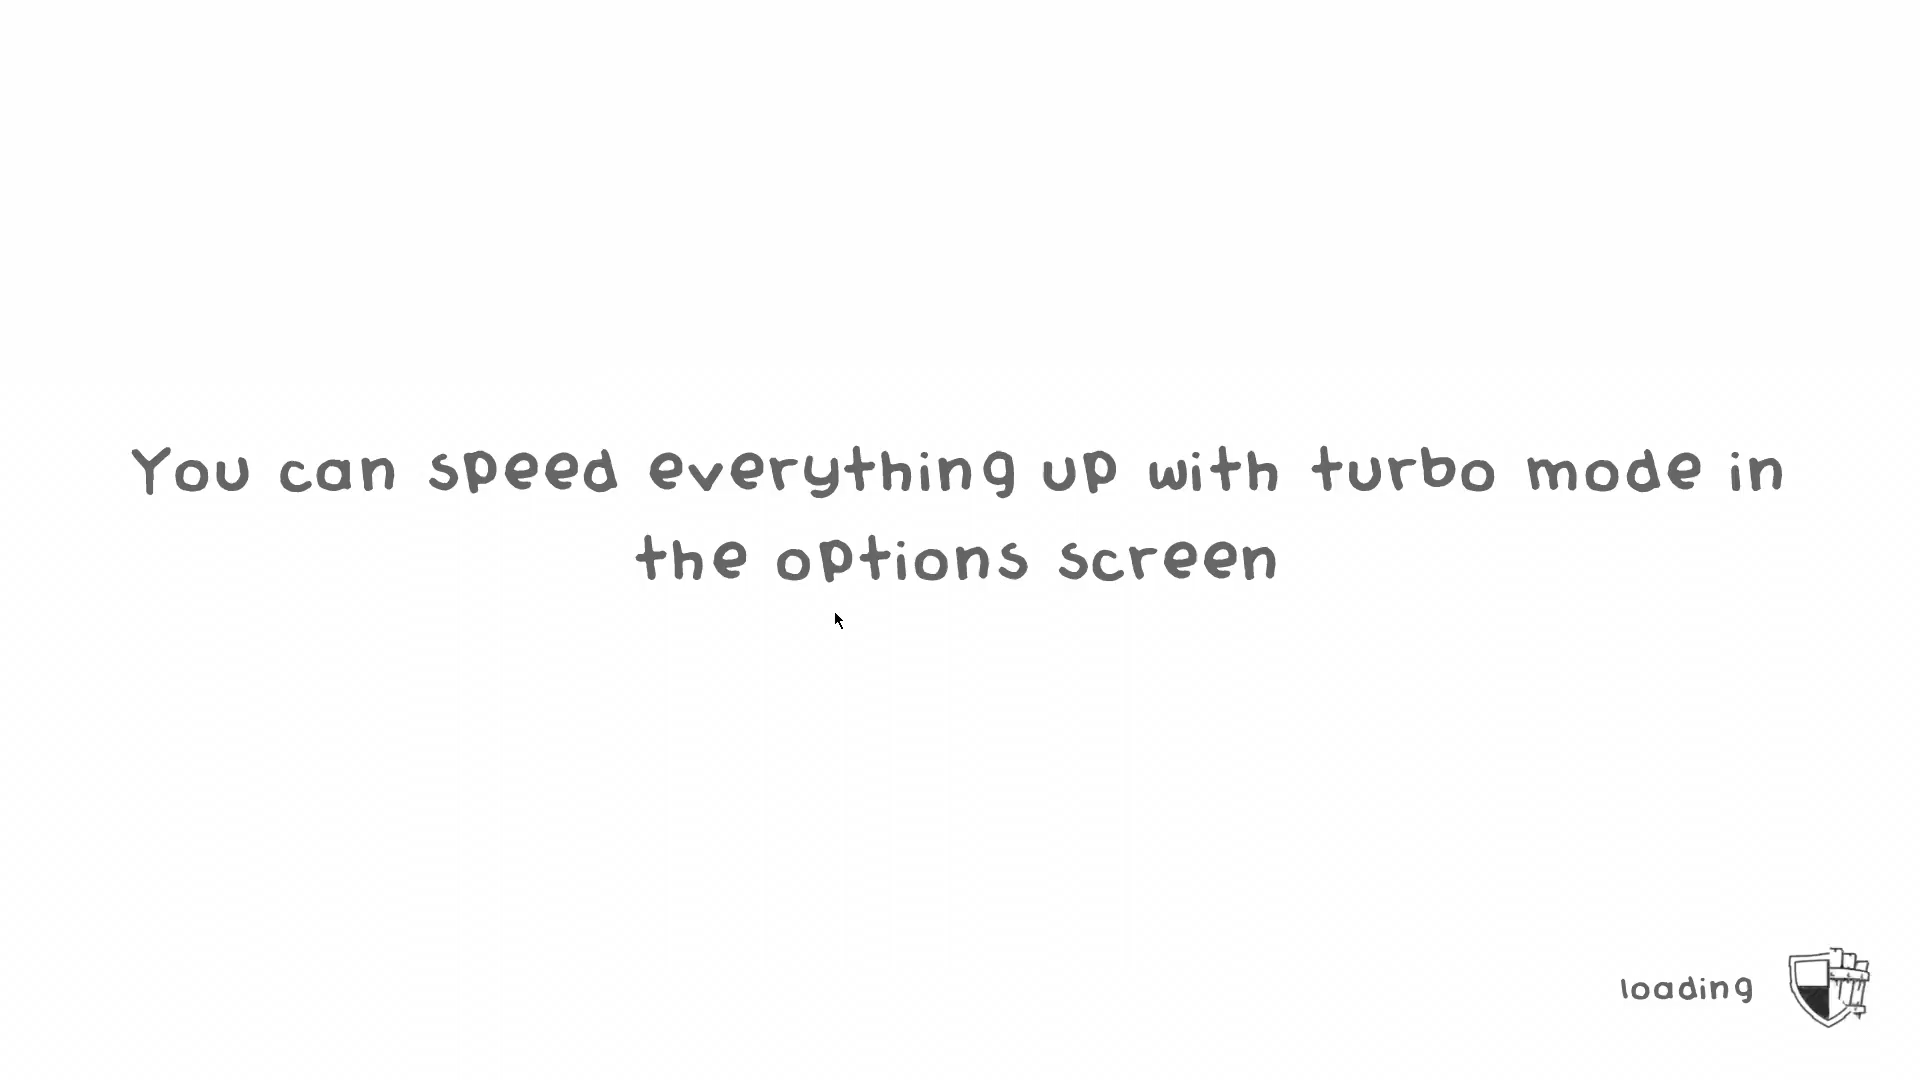 You can speed everything up with turbo mode in
the options screen
loading